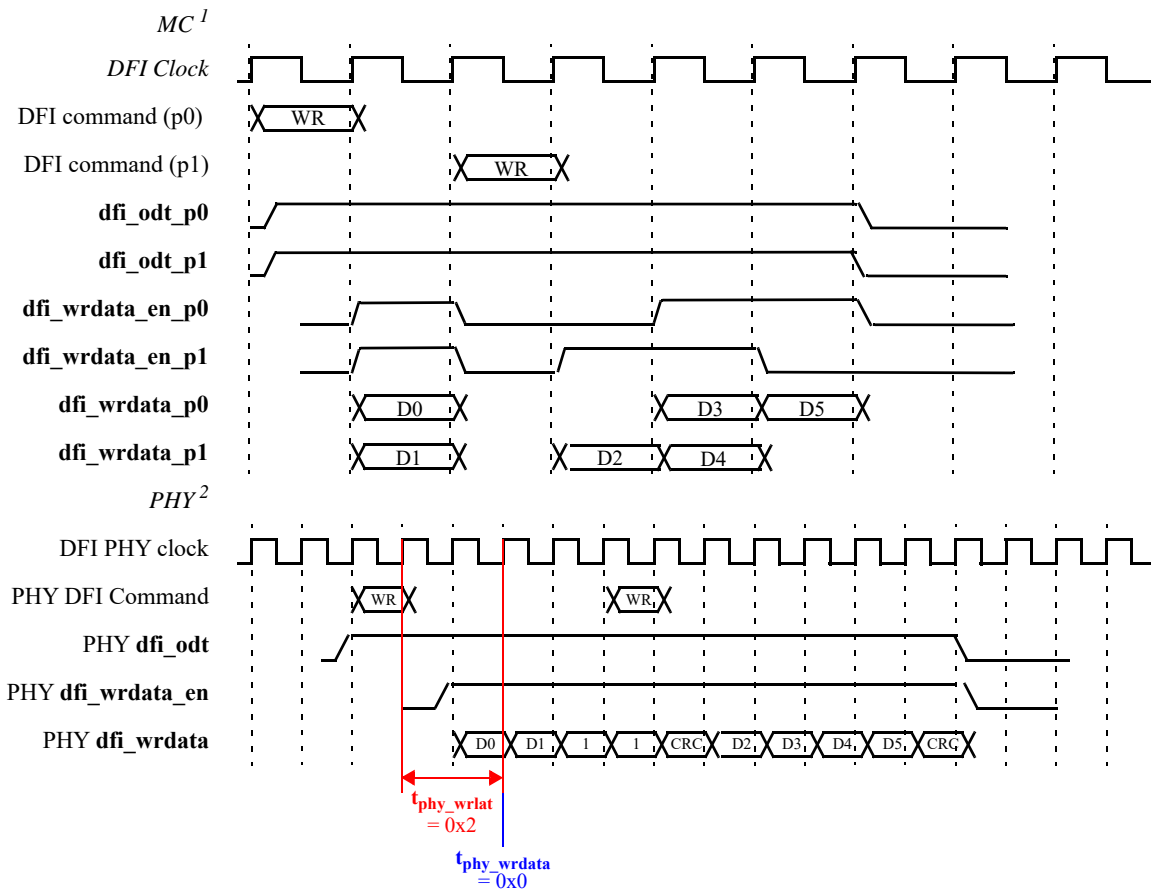 MC 1
DFI Clock
DFI command (p0)
WR
DFI command (p1)
WR
dfi_odt_p0
dfi_odt_p1
dfi_wrdata_en_p0
dfi_wrdata_en_p1
dfi_wrdata_p0
D0 D3 D5
dfi_wrdata_p1
D1 D2 D4
PHY 2
DFI PHY clock
PHY DFI Command
WR WR
PHY dfi_odt
PHY dfi_wrdata_en
PHY dfi_wrdata
D0 D1 1 1 CRC D2 D3 D4 D5 CRC
tphy_wrlat
= 0x2
tphy_wrdata
= 0x0